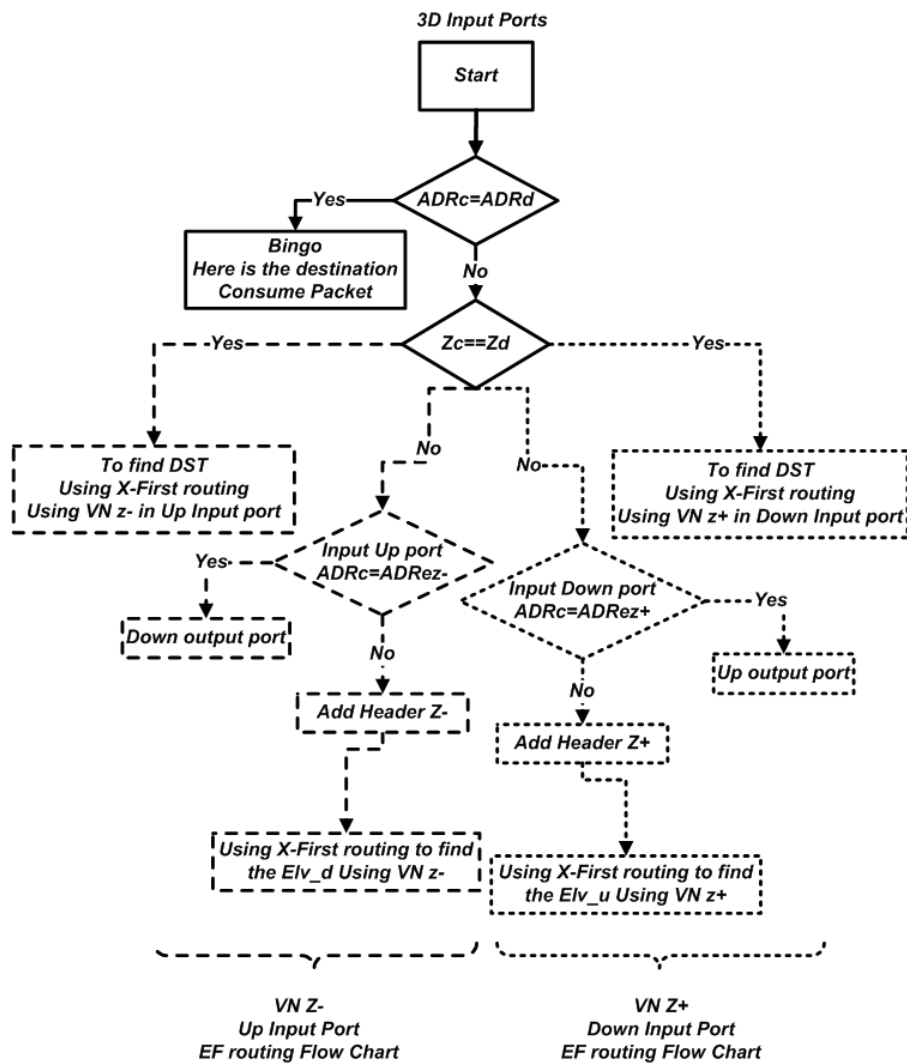 3D Input Ports
Start
ADRc=ADRd
Yes
Bingo
Here is the destination
Consume Packet
No
Zc==Zd
Yes
Yes
No
No
To find DST
Using X-First routing
Using VN z- in Up Input port
To find DST
Using X-First routing
Using VN z+ in Down Input port
Input Up port
ADRc=ADRez-
Yes
Input Down port
ADRc=ADRez+
Yes
Down output port
No
Up output port
No
Add Header Z-
Add Header Z+
Using X-First routing to find
the Elv_d Using VN z-
Using X-First routing to find
the Elv_u Using VN z+
VN Z-
Up Input Port
EF routing Flow Chart
VN Z+
Down Input Port
EF routing Flow Chart